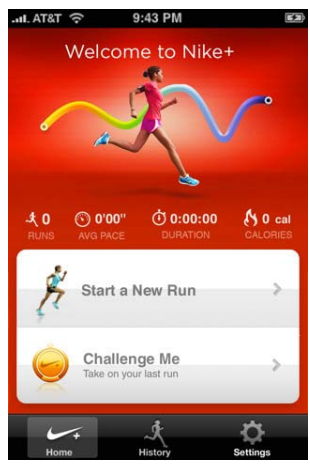 AT&T 9:43 PM
Welcome to Nike+
0 0'00" 0:00:00 0 cal
RUNS AVG PACE DURATION CALORIES
Start a New Run
Challenge Me
Take on your last run
Home History Settings